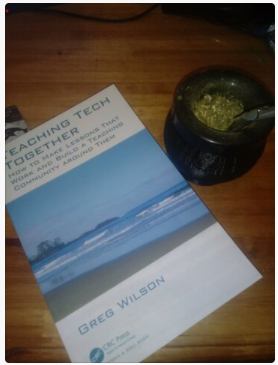 TEACHING TECH
TOGETHER
HOW TO MAKE LESSONS THAT
WORK AND BUILD A TEACHING
COMMUNITY AROUND THEM
GREG WILSON
CRC Press